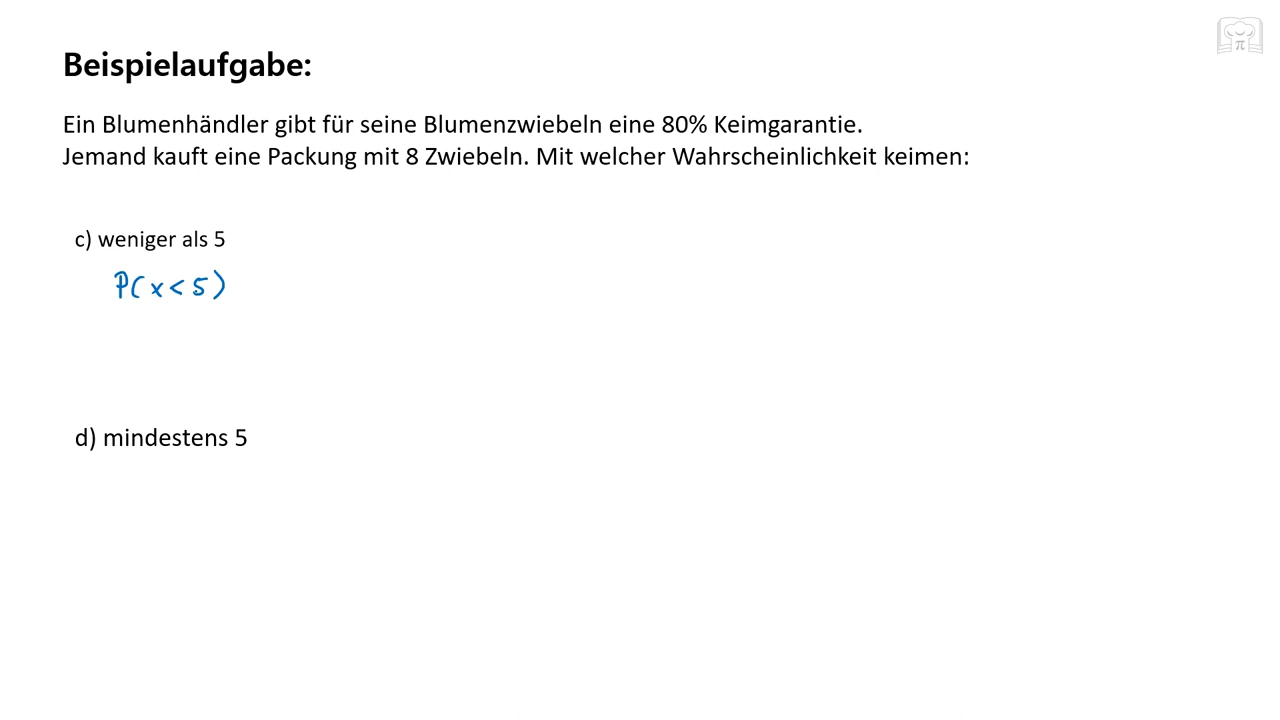 Beispielaufgabe:
Ein Blumenhändler gibt für seine Blumenzwiebeln eine 80% Keimgarantie.
Jemand kauft eine Packung mit 8 Zwiebeln. Mit welcher Wahrscheinlichkeit keimen:
c) weniger als 5
P(x<5)
d) mindestens 5
π